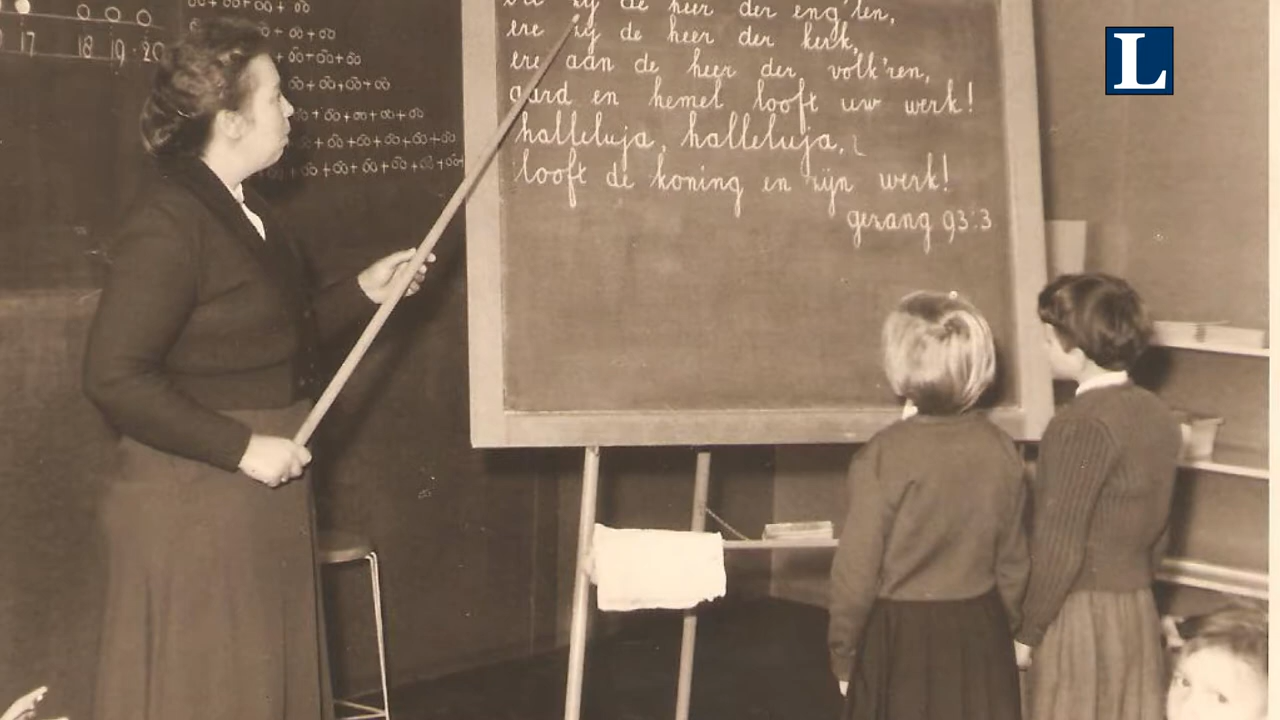 17 18 19 20
ere zij de heer der eng'len,
ere zij de heer der kerk,
ere aan de heer der volk'ren,
aard en hemel looft uw werk!
halleluja, halleluja,
looft de koning en zijn werk!
gezang 93:3
L